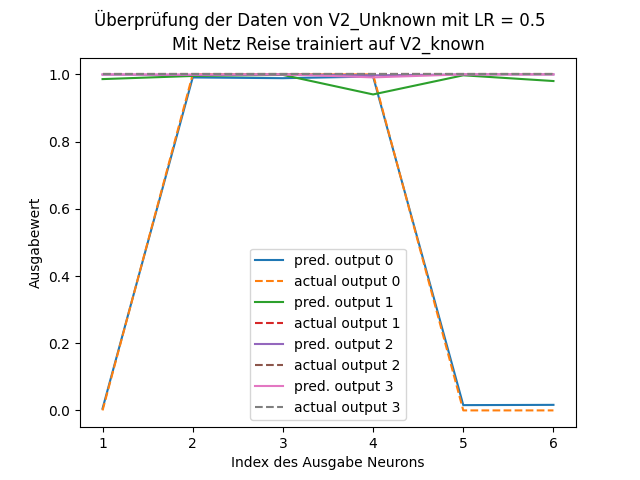 Überprüfung der Daten von V2_Unknown mit LR = 0.5
Mit Netz Reise trainiert auf V2_known
1.0
0.8
0.6
0.4
0.2
0.0
Ausgabewert
pred. output 0
actual output 0
pred. output 1
actual output 1
pred. output 2
actual output 2
pred. output 3
actual output 3
1 2 3 4 5 6
Index des Ausgabe Neurons